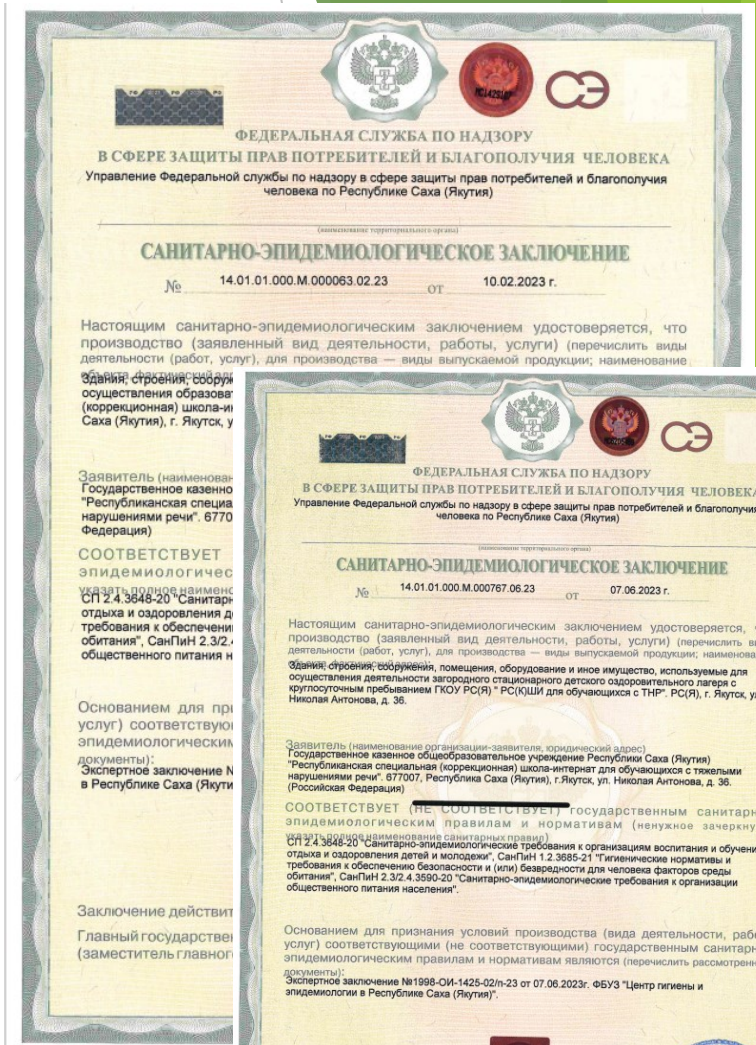 ФЕДЕРАЛЬНАЯ СЛУЖБА ПО НАДЗОРУ
В СФЕРЕ ЗАЩИТЫ ПРАВ ПОТРЕБИТЕЛЕЙ И БЛАГОПОЛУЧИЯ ЧЕЛОВЕКА
Управление Федеральной службы по надзору в сфере защиты прав потребителей и благополучия
человека по Республике Саха (Якутия)
(наименование территориального органа)
САНИТАРНО-ЭПИДЕМИОЛОГИЧЕСКОЕ ЗАКЛЮЧЕНИЕ
№ 14.01.01.000.М.000063.02.23 от 10.02.2023 г.
Настоящим санитарно-эпидемиологическим заключением удостоверяется, что
производство (заявленный вид деятельности, работы, услуги) (перечислить виды
деятельности (работ, услуг), для производства — виды выпускаемой продукции; наименование
объекта, фактический адр
Здания, строения, сооруж
осуществления образоват
(коррекционная) школа-ин
Саха (Якутия), г. Якутск, у
Заявитель (наименован
Государственное казенно
"Республиканская специа
нарушениями речи". 6770
Федерация)
СООТВЕТСТВУЕТ
эпидемиологичес
указать полное наимено
СП 2.4.3648-20 "Санитарн
отдыха и оздоровления де
требования к обеспечени
обитания", СанПиН 2.3/2.4
общественного питания н
Основанием для при
услуг) соответствую
эпидемиологическим
документы):
Экспертное заключение N
в Республике Саха (Якути
Заключение действит
Главный государствен
(заместитель главног
ФЕДЕРАЛЬНАЯ СЛУЖБА ПО НАДЗОРУ
В СФЕРЕ ЗАЩИТЫ ПРАВ ПОТРЕБИТЕЛЕЙ И БЛАГОПОЛУЧИЯ ЧЕЛОВЕКА
Управление Федеральной службы по надзору в сфере защиты прав потребителей и благополучия
человека по Республике Саха (Якутия)
(наименование территориального органа)
САНИТАРНО-ЭПИДЕМИОЛОГИЧЕСКОЕ ЗАКЛЮЧЕНИЕ
№ 14.01.01.000.М.000767.06.23 от 07.06.2023 г.
Настоящим санитарно-эпидемиологическим заключением удостоверяется,
производство (заявленный вид деятельности, работы, услуги) (перечислить ви
деятельности (работ, услуг), для производства — виды выпускаемой продукции; наименова
объекта, фактический адрес):
Здания, строения, сооружения, помещения, оборудование и иное имущество, используемые для
осуществления деятельности загородного стационарного детского оздоровительного лагеря с
круглосуточным пребыванием ГКОУ РС(Я) " РС(К)ШИ для обучающихся с ТНР". РС(Я), г. Якутск, ул
Николая Антонова, д. 36.
Заявитель (наименование организации-заявителя, юридический адрес)
Государственное казенное общеобразовательное учреждение Республики Саха (Якутия)
"Республиканская специальная (коррекционная) школа-интернат для обучающихся с тяжелыми
нарушениями речи". 677007, Республика Саха (Якутия), г.Якутск, ул. Николая Антонова, д. 36.
(Российская Федерация)
СООТВЕТСТВУЕТ (НЕ СООТВЕТСТВУЕТ) государственным санитарн
эпидемиологическим правилам и нормативам (ненужное зачеркну
указать полное наименование санитарных правил)
СП 2.4.3648-20 "Санитарно-эпидемиологические требования к организациям воспитания и обучени
отдыха и оздоровления детей и молодежи", СанПиН 1.2.3685-21 "Гигиенические нормативы и
требования к обеспечению безопасности и (или) безвредности для человека факторов среды
обитания", СанПиН 2.3/2.4.3590-20 "Санитарно-эпидемиологические требования к организации
общественного питания населения".
Основанием для признания условий производства (вида деятельности, рабо
услуг) соответствующими (не соответствующими) государственным санитарн
эпидемиологическим правилам и нормативам являются (перечислить рассмотренн
документы):
Экспертное заключение №1998-ОИ-1425-02/п-23 от 07.06.2023г. ФБУЗ "Центр гигиены и
эпидемиологии в Республике Саха (Якутия)".